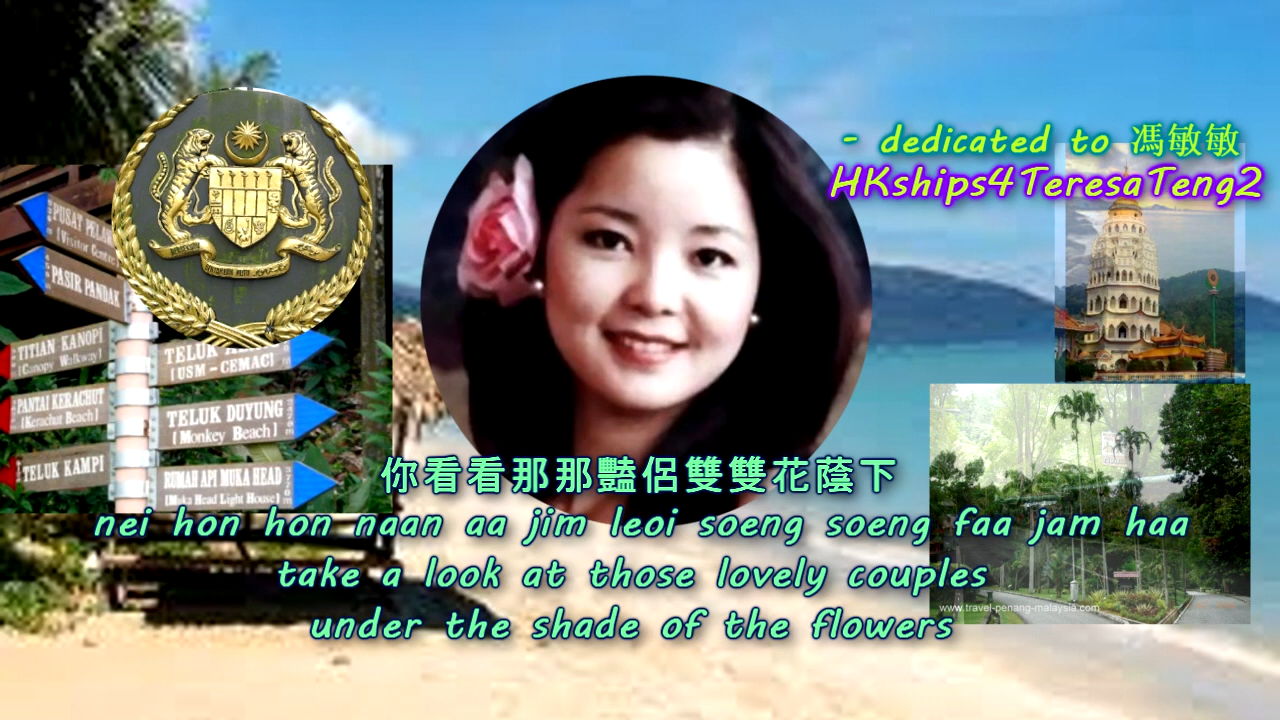 - dedicated to 馮敏敏
HKships4TeresaTeng2
[Visitor Centre]
PASIR PANDAK
TITIAN KANOPI
[Canopy Walkway]
TELUK
[USM-CEMAC]
PANTAI KERACHUT
[Kerachut Beach]
TELUK DUYUNG
[Monkey Beach]
TELUK KAMPI
RUMAH API MUKA HEAD
[Muka Head Light House]
你看看那那豔侶雙雙花蔭下
nei hon hon naan aa jim leoi soeng soeng faa jam haa
take a look at those lovely couples
under the shade of the flowers
www.travel-penang-malaysia.com